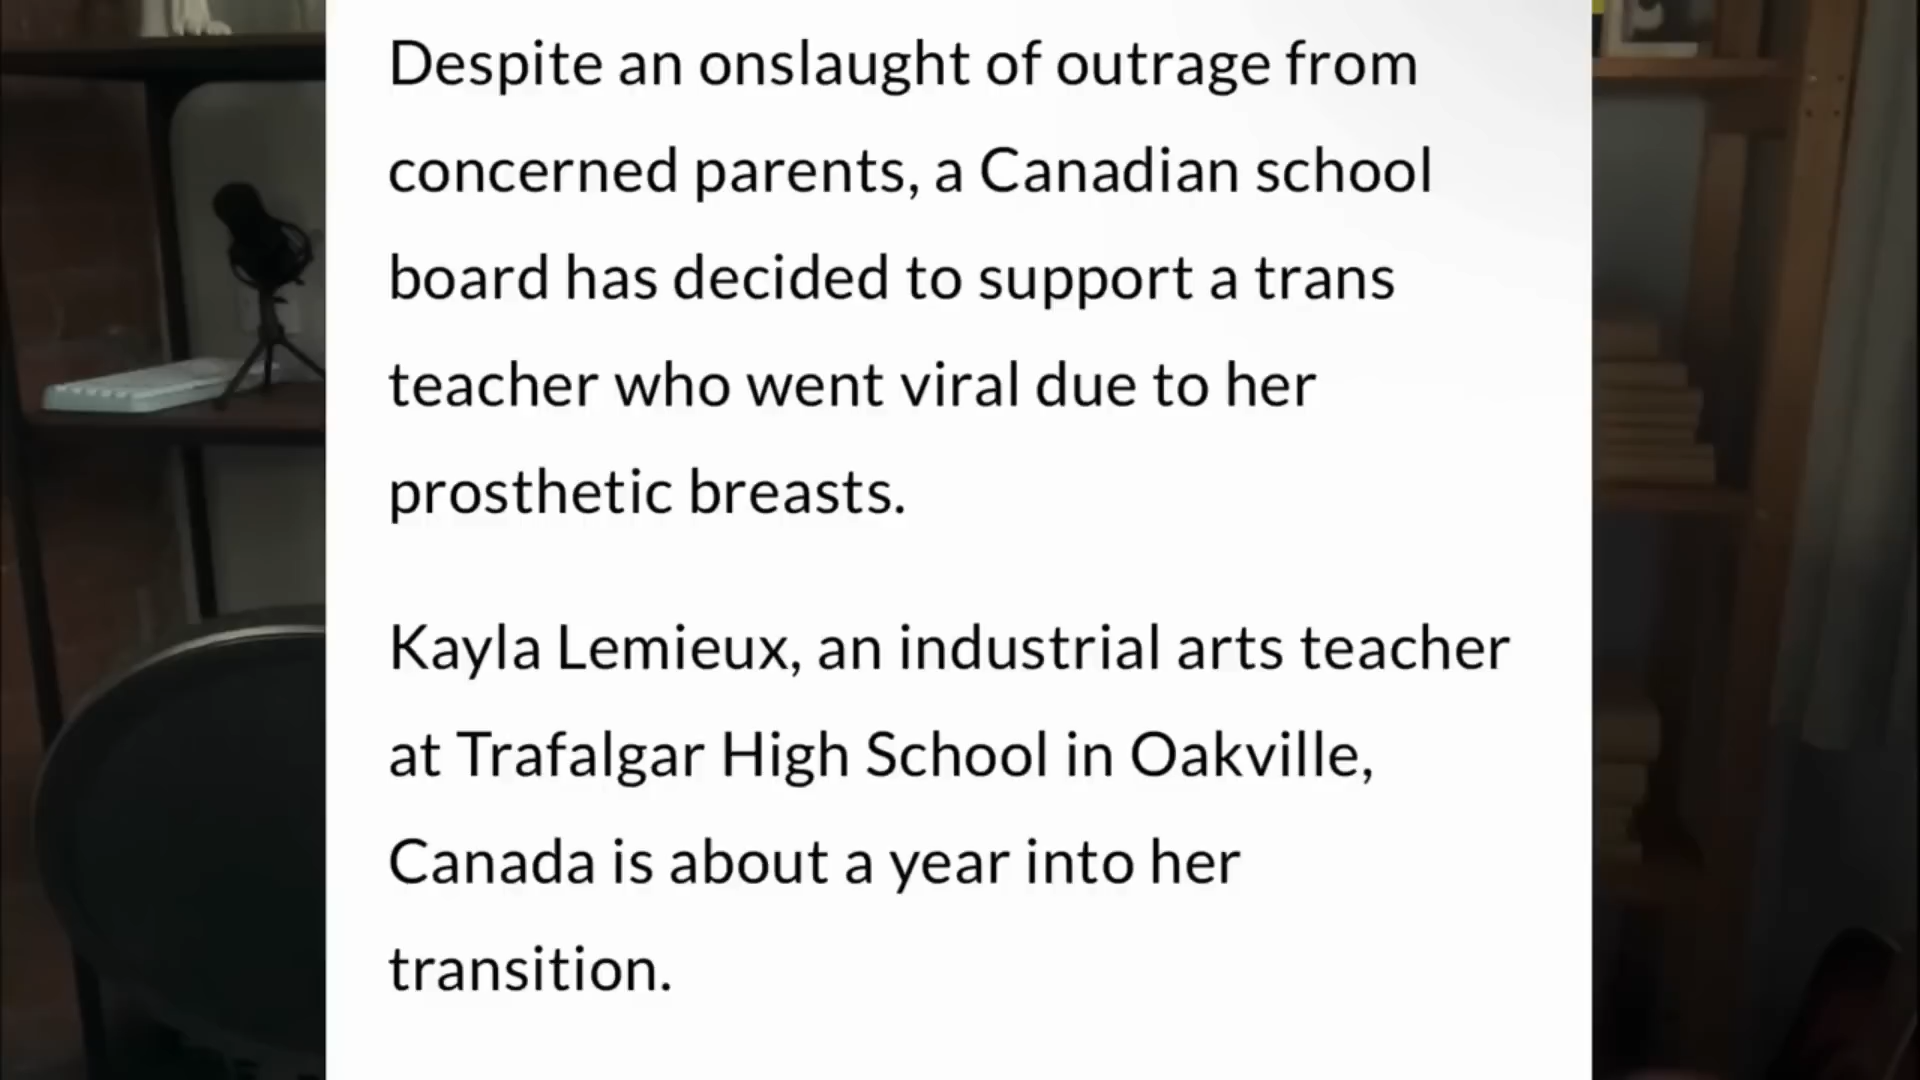 Despite an onslaught of outrage from
concerned parents, a Canadian school
board has decided to support a trans
teacher who went viral due to her
prosthetic breasts.
Kayla Lemieux, an industrial arts teacher
at Trafalgar High School in Oakville,
Canada is about a year into her
transition.